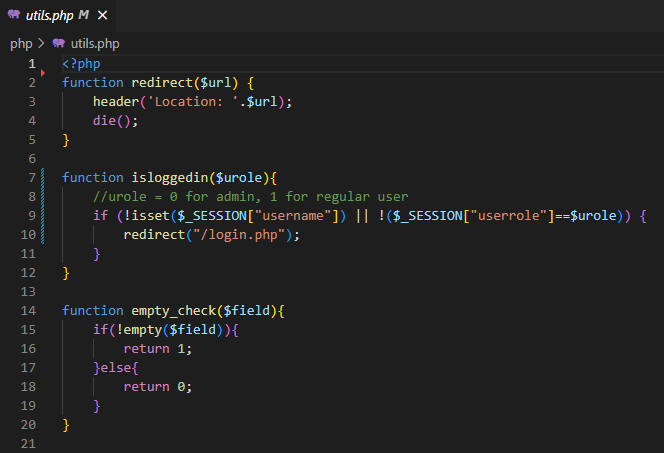 utils.php M ×
php > utils.php
1 <?php
2 function redirect($url) {
3     header('Location: '.$url);
4     die();
5 }
6
7 function isloggedin($urole){
8     //urole = 0 for admin, 1 for regular user
9     if (!isset($_SESSION["username"]) || !($_SESSION["userrole"]==$urole)) {
10         redirect("/login.php");
11     }
12 }
13
14 function empty_check($field){
15     if(!empty($field)){
16         return 1;
17     }else{
18         return 0;
19     }
20 }
21